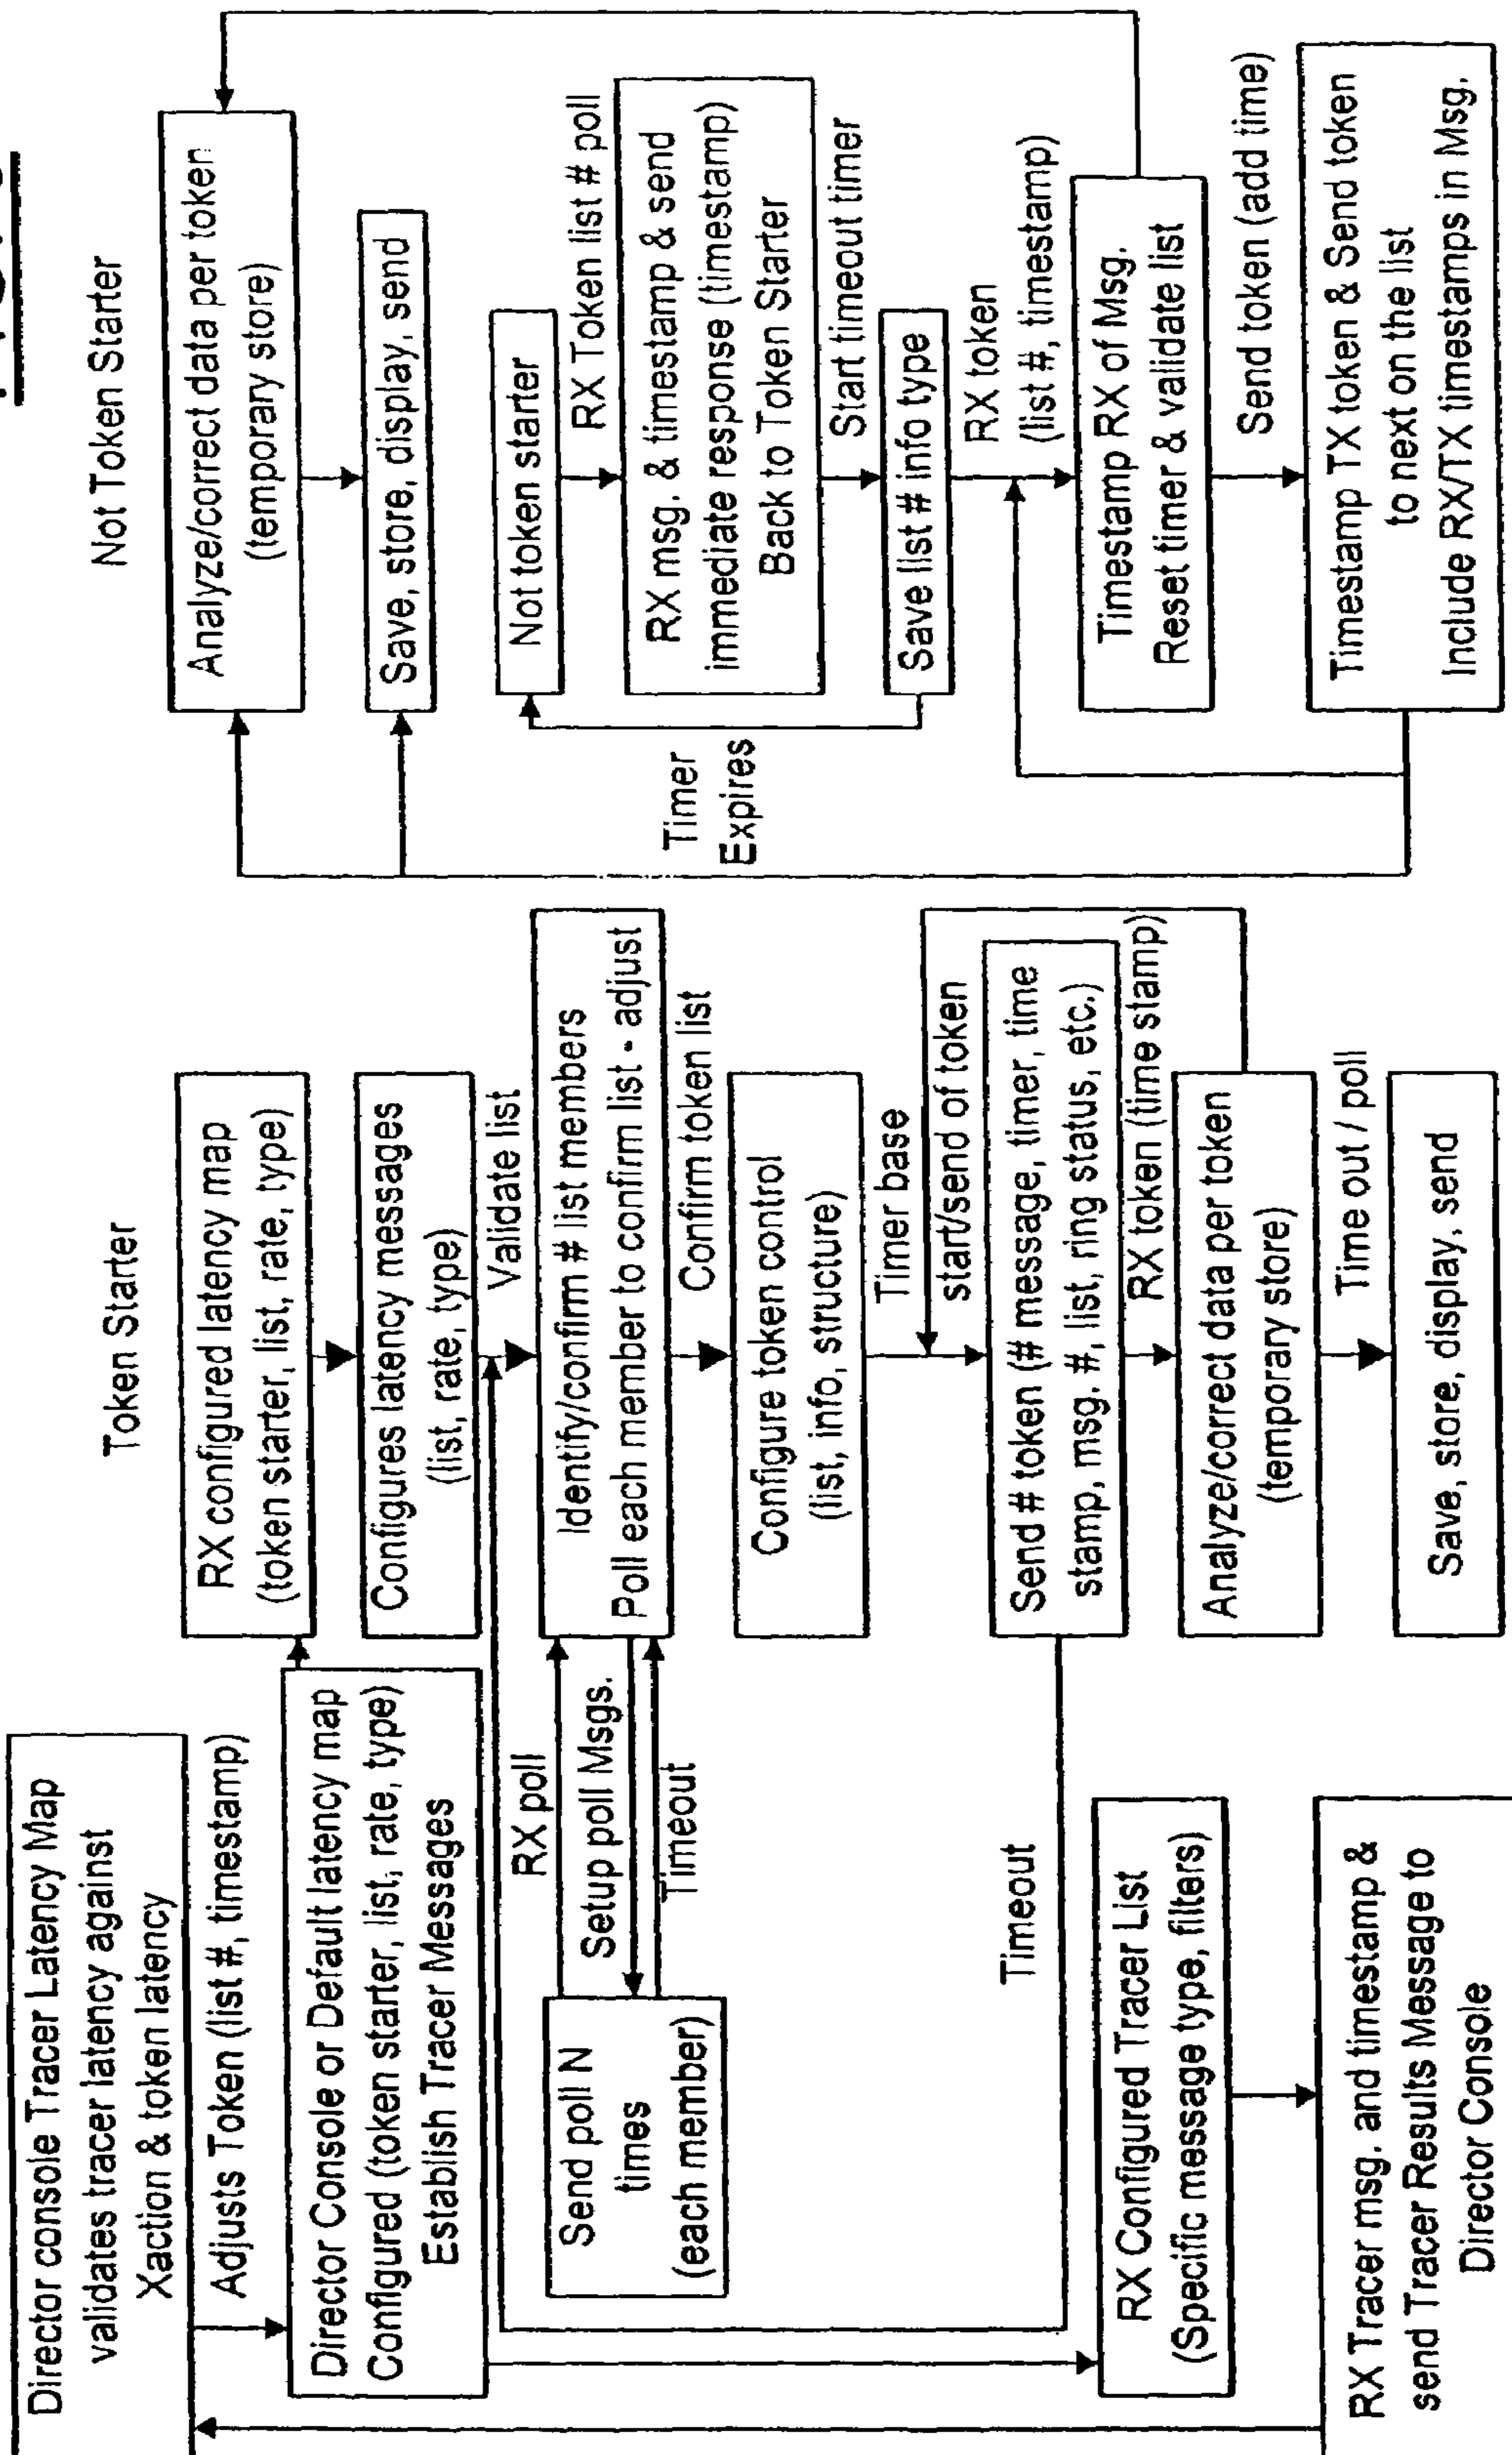 Director console Tracer Latency Map
validates tracer latency against
Xaction & token latency
Adjusts Token (list #, timestamp)
Director Console or Default latency map
Configured (token starter, list, rate, type)
Establish Tracer Messages
RX poll
Setup poll Msgs.
Timeout
Send poll N
times
(each member)
Timeout
RX Configured Tracer List
(Specific message type, filters)
RX Tracer msg. and timestamp &
send Tracer Results Message to
Director Console
Token Starter
RX configured latency map
(token starter, list, rate, type)
Configures latency messages
(list, rate, type)
Validate list
Identify/confirm # list members
Poll each member to confirm list - adjust
Confirm token list
Configure token control
(list, info, structure)
Timer base
start/send of token
Send # token (# message, timer, time
stamp, msg. #, list, ring status, etc.)
RX token (time stamp)
Analyze/correct data per token
(temporary store)
Time out / poll
Save, store, display, send
Not Token Starter
Analyze/correct data per token
(temporary store)
Save, store, display, send
Not token starter
RX Token list # poll
RX msg. & timestamp & send
immediate response (timestamp)
Back to Token Starter
Start timeout timer
Timer
Expires
Save list # info type
RX token
(list #, timestamp)
Timestamp RX of Msg.
Reset timer & validate list
Send token (add time)
Timestamp TX token & Send token
to next on the list
Include RX/TX timestamps in Msg.